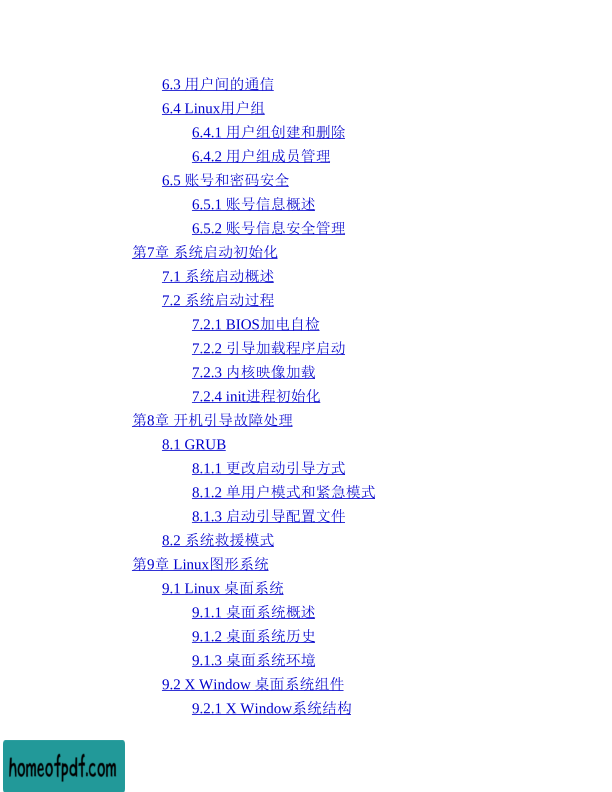 6.3 用户间的通信
6.4 Linux用户组
6.4.1 用户组创建和删除
6.4.2 用户组成员管理
6.5 账号和密码安全
6.5.1 账号信息概述
6.5.2 账号信息安全管理
第7章 系统启动初始化
7.1 系统启动概述
7.2 系统启动过程
7.2.1 BIOS加电自检
7.2.2 引导加载程序启动
7.2.3 内核映像加载
7.2.4 init进程初始化
第8章 开机引导故障处理
8.1 GRUB
8.1.1 更改启动引导方式
8.1.2 单用户模式和紧急模式
8.1.3 启动引导配置文件
8.2 系统救援模式
第9章 Linux图形系统
9.1 Linux 桌面系统
9.1.1 桌面系统概述
9.1.2 桌面系统历史
9.1.3 桌面系统环境
9.2 X Window 桌面系统组件
9.2.1 X Window系统结构
homeofpdf.com